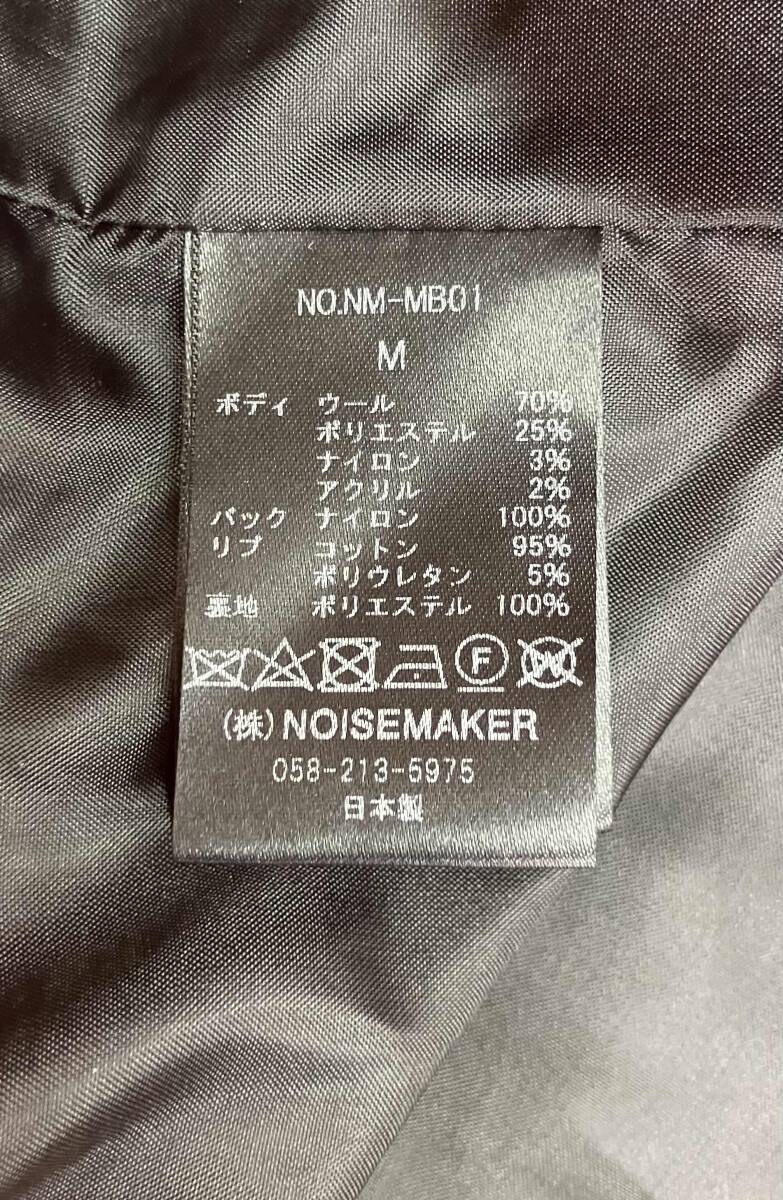 NO.NM-MB01
M
ボディ ウール 70%
ポリエステル 25%
ナイロン 3%
アクリル 2%
バック ナイロン 100%
リブ コットン 95%
ポリウレタン 5%
裏地 ポリエステル 100%
F W
(株)NOISEMAKER
058-213-5975
日本製